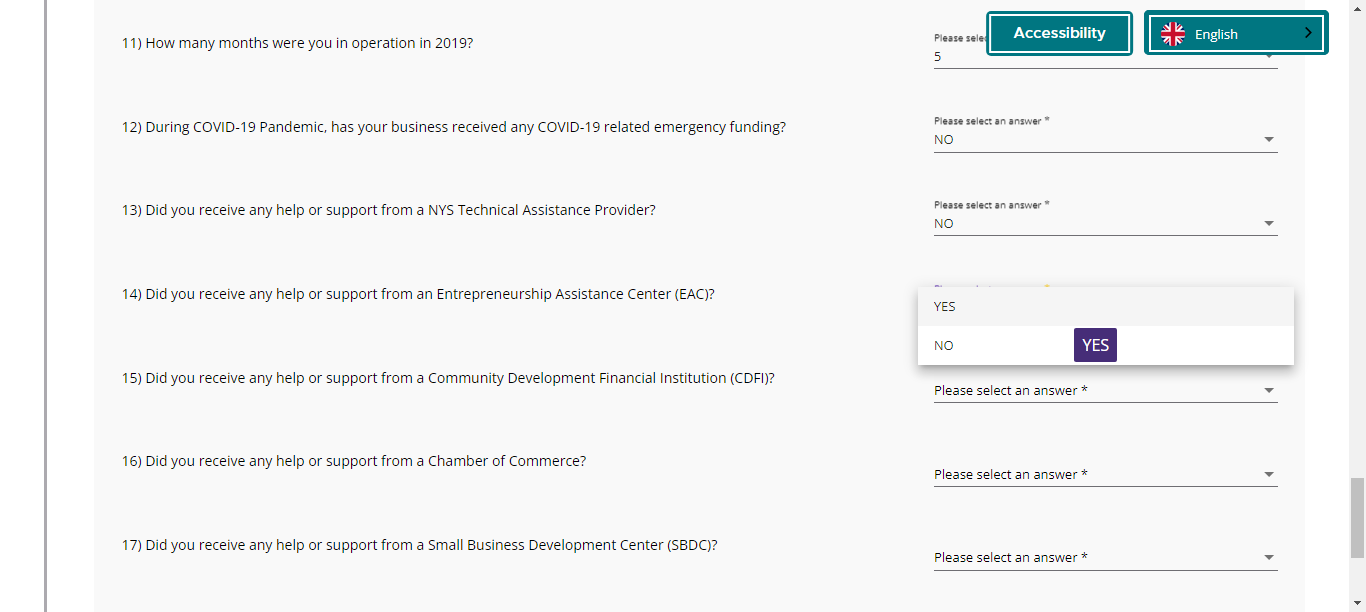 Accessibility
English
11) How many months were you in operation in 2019?
Please selec
5
12) During COVID-19 Pandemic, has your business received any COVID-19 related emergency funding?
Please select an answer *
NO
13) Did you receive any help or support from a NYS Technical Assistance Provider?
Please select an answer *
NO
14) Did you receive any help or support from an Entrepreneurship Assistance Center (EAC)?
YES
NO
YES
15) Did you receive any help or support from a Community Development Financial Institution (CDFI)?
Please select an answer *
16) Did you receive any help or support from a Chamber of Commerce?
Please select an answer *
17) Did you receive any help or support from a Small Business Development Center (SBDC)?
Please select an answer *